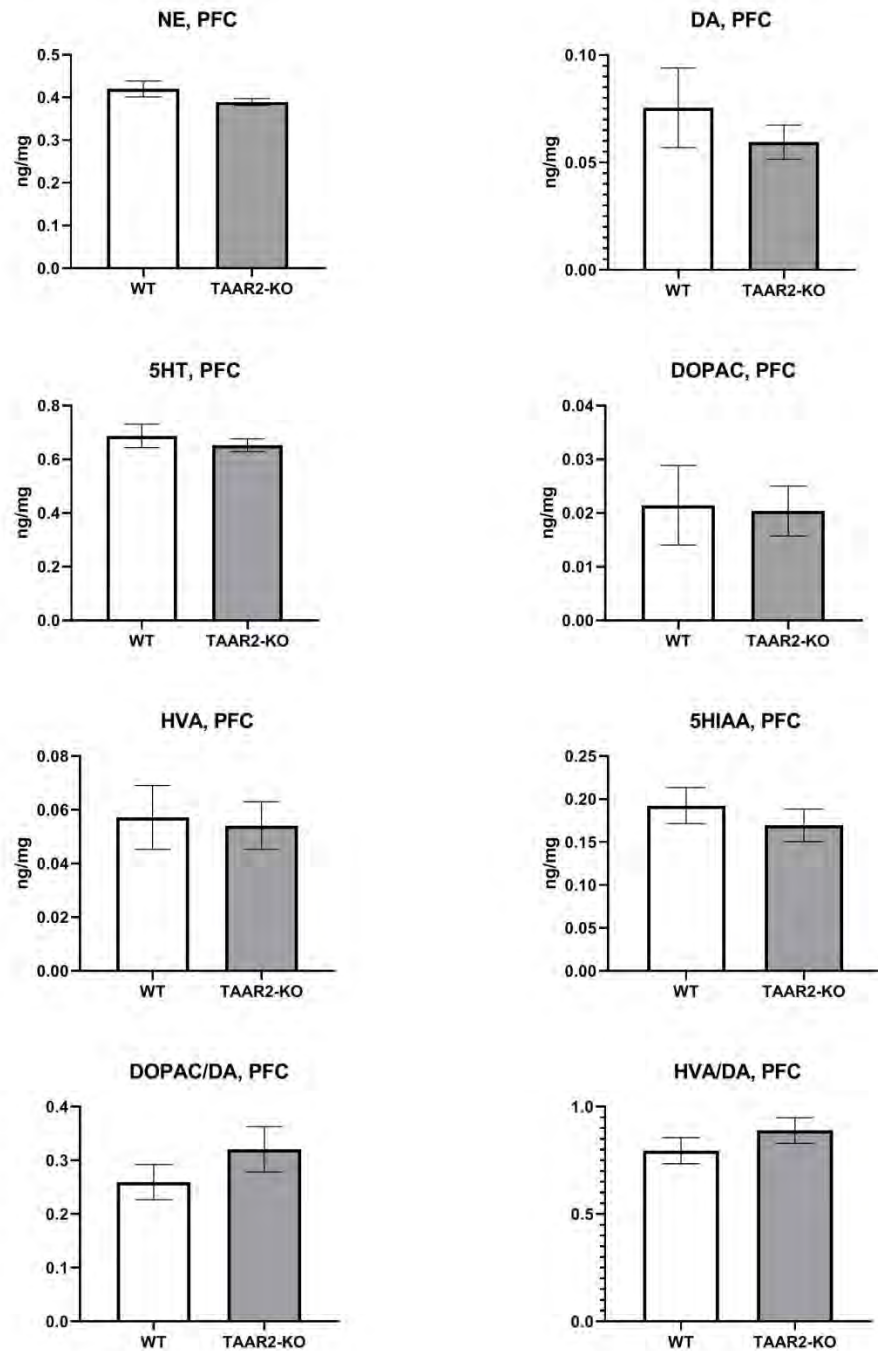 NE, PFC
0.5
0.4
0.3
0.2
0.1
0.0
ng/mg
WT TAAR2-KO
DA, PFC
0.10
0.05
0.00
ng/mg
WT TAAR2-KO
5HT, PFC
0.8
0.6
0.4
0.2
0.0
ng/mg
WT TAAR2-KO
DOPAC, PFC
0.04
0.03
0.02
0.01
0.00
ng/mg
WT TAAR2-KO
HVA, PFC
0.08
0.06
0.04
0.02
0.00
ng/mg
WT TAAR2-KO
5HIAA, PFC
0.25
0.20
0.15
0.10
0.05
0.00
ng/mg
WT TAAR2-KO
DOPAC/DA, PFC
0.4
0.3
0.2
0.1
0.0
WT TAAR2-KO
HVA/DA, PFC
1.0
0.5
0.0
WT TAAR2-KO